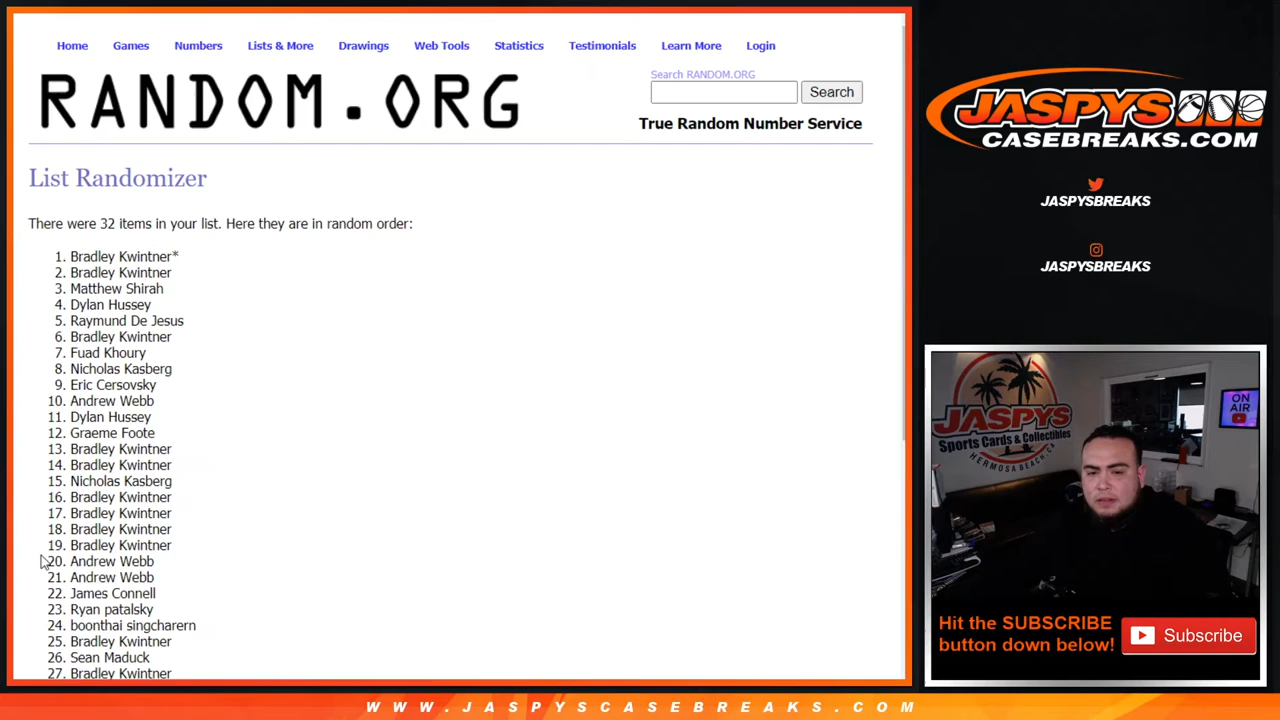 Home Games Numbers Lists & More Drawings Web Tools Statistics Testimonials Learn More Login
RANDOM.ORG
Search RANDOM.ORG
Search
True Random Number Service
List Randomizer
There were 32 items in your list. Here they are in random order:
1. Bradley Kwintner*
2. Bradley Kwintner
3. Matthew Shirah
4. Dylan Hussey
5. Raymund De Jesus
6. Bradley Kwintner
7. Fuad Khoury
8. Nicholas Kasberg
9. Eric Cersovsky
10. Andrew Webb
11. Dylan Hussey
12. Graeme Foote
13. Bradley Kwintner
14. Bradley Kwintner
15. Nicholas Kasberg
16. Bradley Kwintner
17. Bradley Kwintner
18. Bradley Kwintner
19. Bradley Kwintner
20. Andrew Webb
21. Andrew Webb
22. James Connell
23. Ryan patalsky
24. boonthai singcharern
25. Bradley Kwintner
26. Sean Maduck
27. Bradley Kwintner
JASPYS
CASEBREAKS.COM
JASPYSBREAKS
JASPYSBREAKS
JASPYS
Sports Cards & Collectibles
HERMOSA BEACH, CA
ON
AIR
Hit the SUBSCRIBE
button down below!
Subscribe
WWW.JASPYSCASEBREAKS.COM